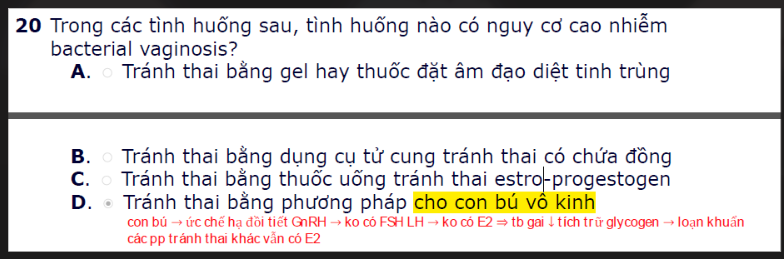 20 Trong các tình huống sau, tình huống nào có nguy cơ cao nhiễm
bacterial vaginosis?
A. Tránh thai bằng gel hay thuốc đặt âm đạo diệt tinh trùng
B. Tránh thai bằng dụng cụ tử cung tránh thai có chứa đồng
C. Tránh thai bằng thuốc uống tránh thai estro-progestogen
D. Tránh thai bằng phương pháp cho con bú vô kinh
con bú → ức chế hạ đồi tiết GnRH → ko có FSH LH → ko có E2 ⇒ tb gai ↓ tích trữ glycogen → loạn khuẩn
các pp tránh thai khác vẫn có E2